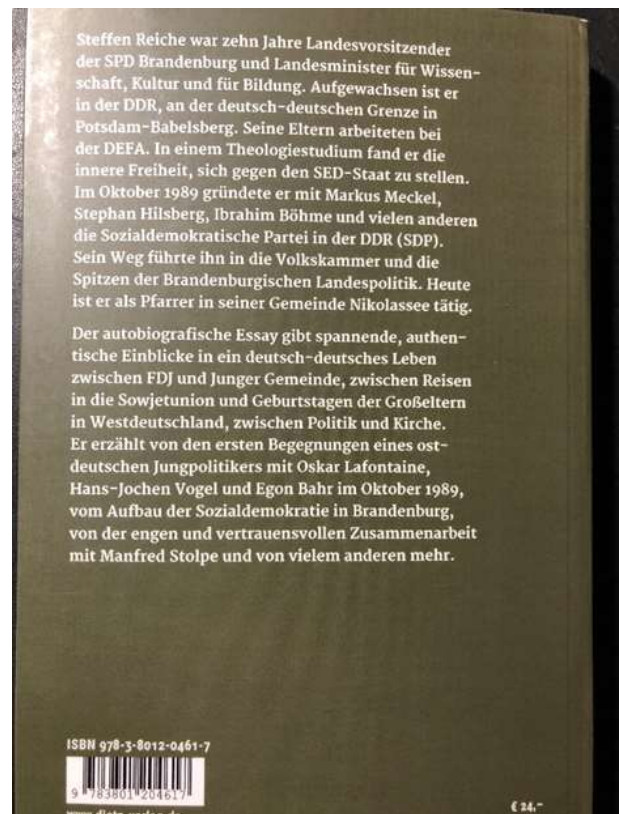 Steffen Reiche war zehn Jahre Landesvorsitzender
der SPD Brandenburg und Landesminister für Wissen-
schaft, Kultur und für Bildung. Aufgewachsen ist er
in der DDR, an der deutsch-deutschen Grenze in
Potsdam-Babelsberg. Seine Eltern arbeiteten bei
der DEFA. In einem Theologiestudium fand er die
innere Freiheit, sich gegen den SED-Staat zu stellen.
Im Oktober 1989 gründete er mit Markus Meckel,
Stephan Hilsberg, Ibrahim Böhme und vielen anderen
die Sozialdemokratische Partei in der DDR (SDP).
Sein Weg führte ihn in die Volkskammer und die
Spitzen der Brandenburgischen Landespolitik. Heute
ist er als Pfarrer in seiner Gemeinde Nikolassee tätig.
Der autobiografische Essay gibt spannende, authen-
tische Einblicke in ein deutsch-deutsches Leben
zwischen FDJ und Junger Gemeinde, zwischen Reisen
in die Sowjetunion und Geburtstagen der Großeltern
in Westdeutschland, zwischen Politik und Kirche.
Er erzählt von den ersten Begegnungen eines ost-
deutschen Jungpolitikers mit Oskar Lafontaine,
Hans-Jochen Vogel und Egon Bahr im Oktober 1989,
vom Aufbau der Sozialdemokratie in Brandenburg,
von der engen und vertrauensvollen Zusammenarbeit
mit Manfred Stolpe und von vielem anderen mehr.
ISBN 978-3-8012-0461-7
9 783801 204617
€ 24,-